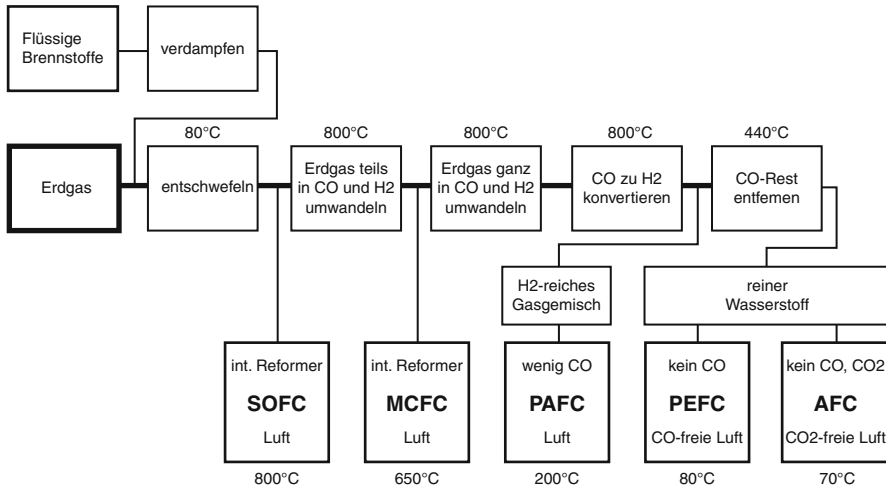 Flüssige
Brennstoffe
verdampfen
80°C
800°C
800°C
800°C
440°C
Erdgas
entschwefeln
Erdgas teils
in CO und H2
umwandeln
Erdgas ganz
in CO und H2
umwandeln
CO zu H2
konvertieren
CO-Rest
entfemen
H2-reiches
Gasgemisch
reiner
Wasserstoff
int. Reformer
SOFC
Luft
800°C
int. Reformer
MCFC
Luft
650°C
wenig CO
PAFC
Luft
200°C
kein CO
PEFC
CO-freie Luft
80°C
kein CO, CO2
AFC
CO2-freie Luft
70°C